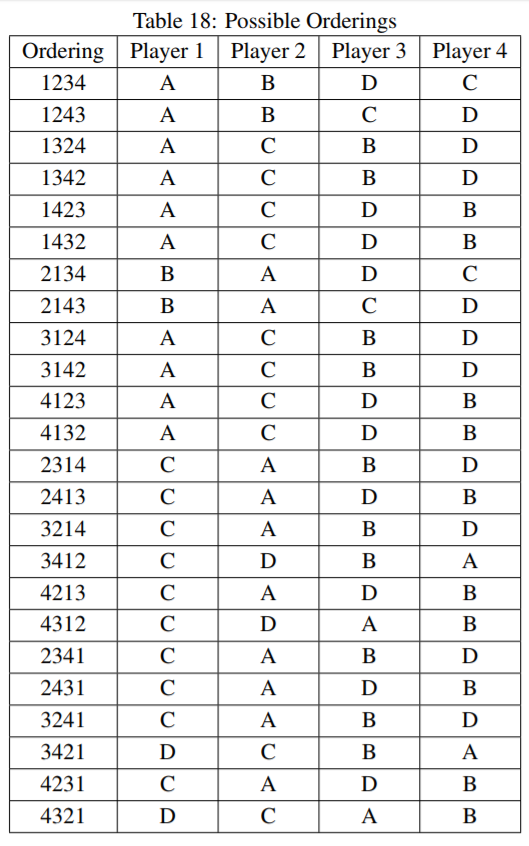 Table 18: Possible Orderings
Ordering Player 1 Player 2 Player 3 Player 4
1234 A B D C
1243 A B C D
1324 A C B D
1342 A C B D
1423 A C D B
1432 A C D B
2134 B A D C
2143 B A C D
3124 A C B D
3142 A C B D
4123 A C D B
4132 A C D B
2314 C A B D
2413 C A D B
3214 C A B D
3412 C D B A
4213 C A D B
4312 C D A B
2341 C A B D
2431 C A D B
3241 C A B D
3421 D C B A
4231 C A D B
4321 D C A B